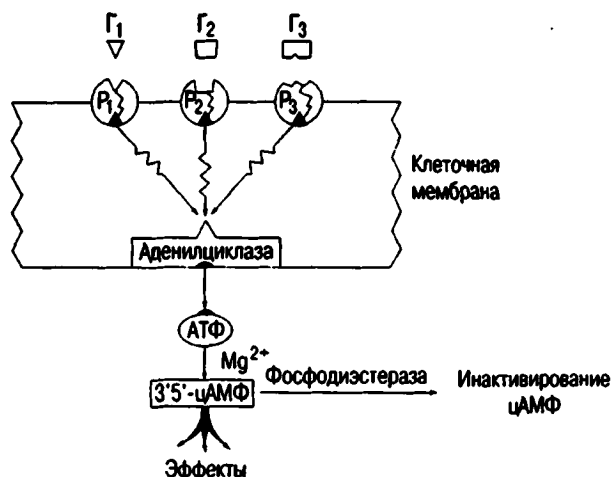 Г₁ Г₂ Г₃
Р₁ Р₂ Р₃
Клеточная
мембрана
Аденилциклаза
АТФ
Mg²⁺
3'5'-цАМФ
Фосфодиэстераза
Инактивирование
цАМФ
Эффекты